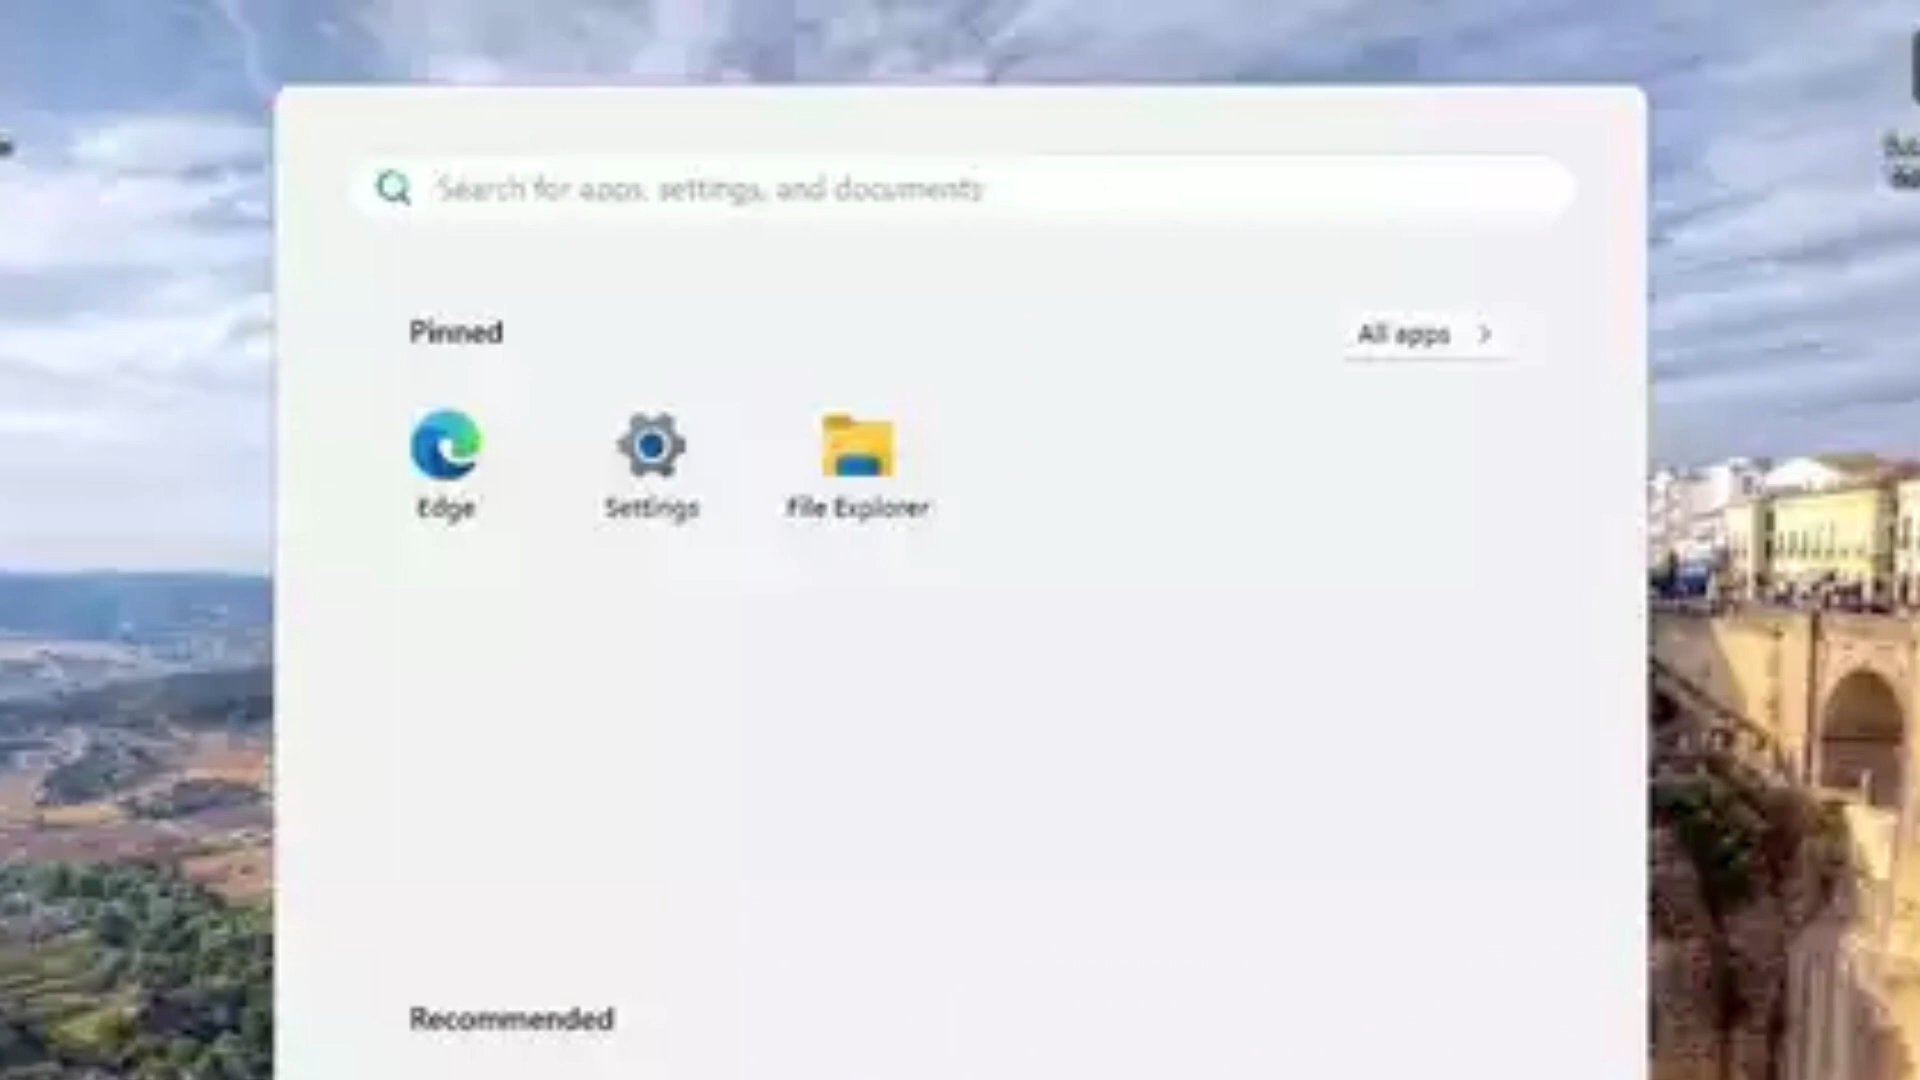 Search for apps, settings, and documents
Pinned
All apps
Edge
Settings
File Explorer
Recommended